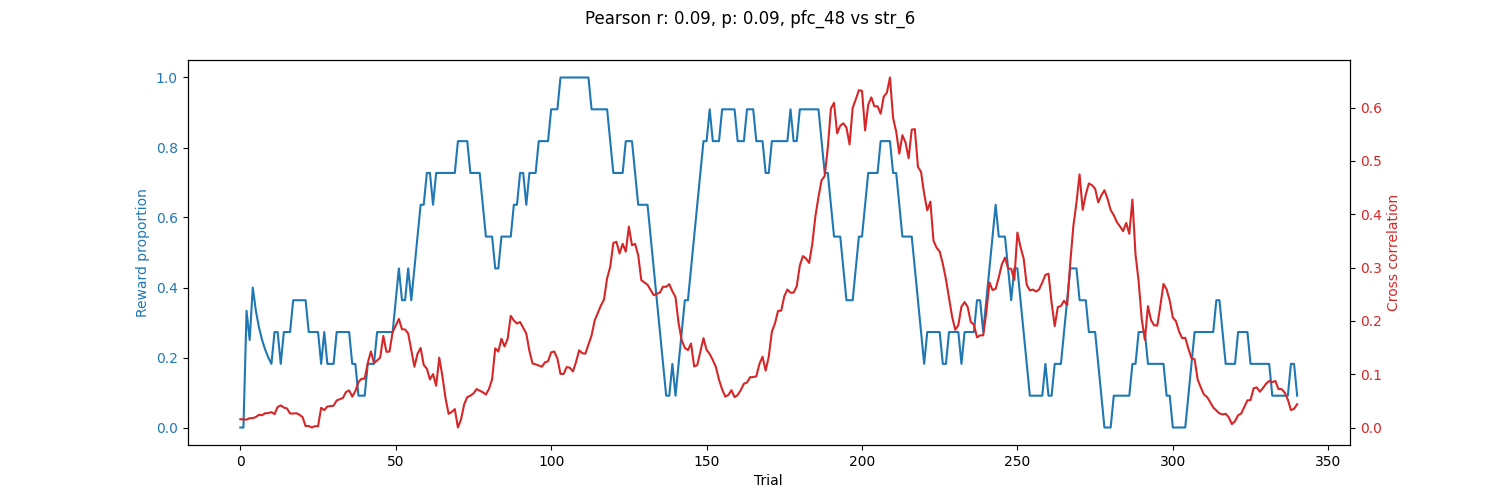 Pearson r: 0.09, p: 0.09, pfc_48 vs str_6
1.0
0.8
0.6
0.4
0.2
0.0
Reward proportion
0.6
0.5
0.4
0.3
0.2
0.1
0.0
Cross correlation
0 50 100 150 200 250 300 350
Trial